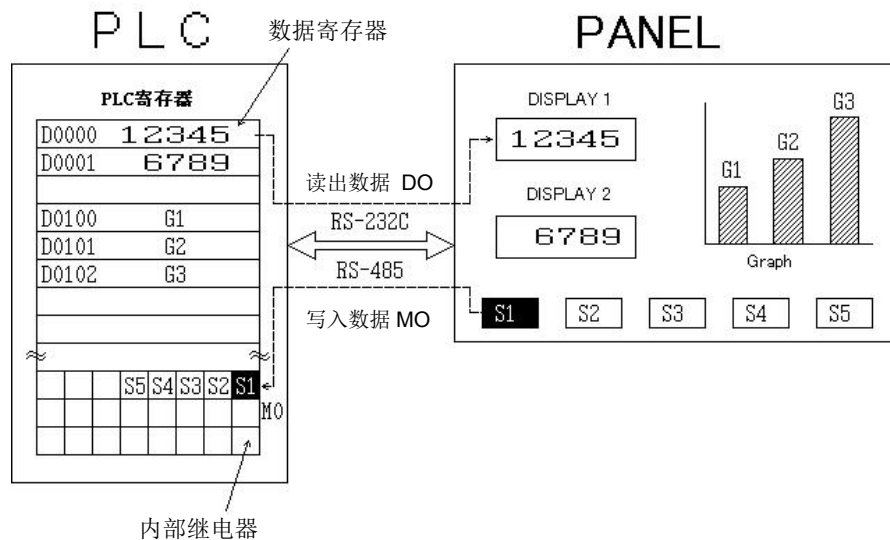 PLC
数据寄存器
PANEL
PLC寄存器
D0000 12345
D0001 6789
D0100 G1
D0101 G2
D0102 G3
S5 S4 S3 S2 S1
M0
内部继电器
读出数据 DO
RS-232C
RS-485
写入数据 MO
DISPLAY 1
12345
DISPLAY 2
6789
G1
G2
G3
Graph
S1 S2 S3 S4 S5